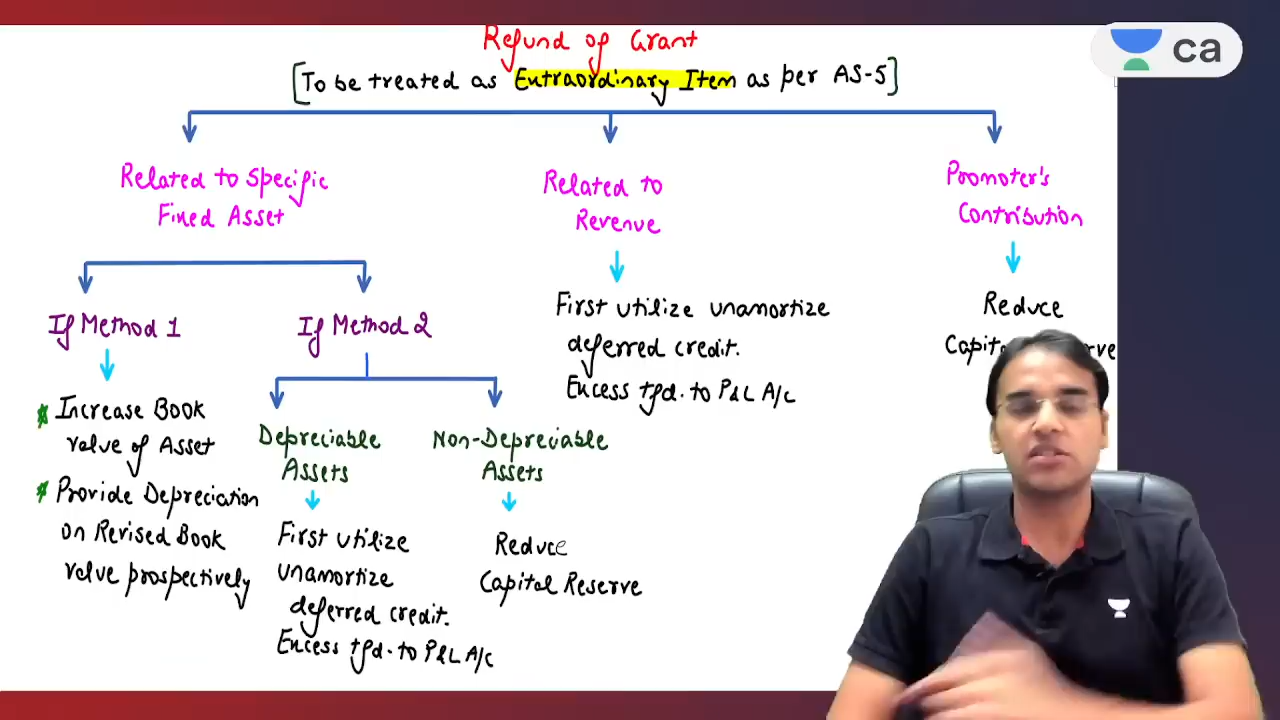 Refund of Grant
[To be treated as Extraordinary Item as per AS-5]
ca
Related to Specific
Fixed Asset
Related to
Revenue
Promoter's
Contribution
If Method 1
If Method 2
First utilize unamortize
deferred credit.
Excess tfd. to P&L A/c
Reduce
* Increase Book
value of Asset
* Provide Depreciation
on Revised Book
value prospectively
Depreciable
Assets
First utilize
unamortize
deferred credit.
Excess tfd. to P&L A/c
Non-Depreciable
Assets
Reduce
Capital Reserve